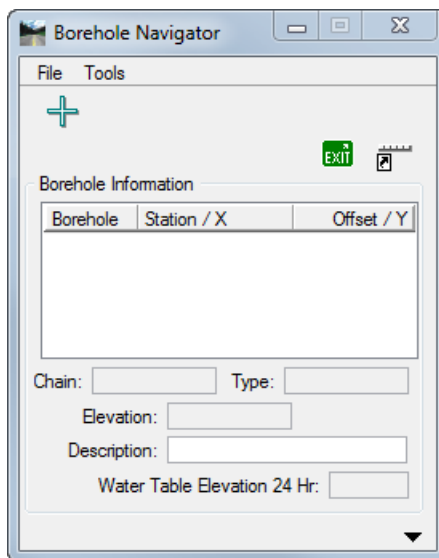 Borehole Navigator
File Tools
EXIT
Borehole Information
Borehole Station / X Offset / Y
Chain: Type:
Elevation:
Description:
Water Table Elevation 24 Hr: